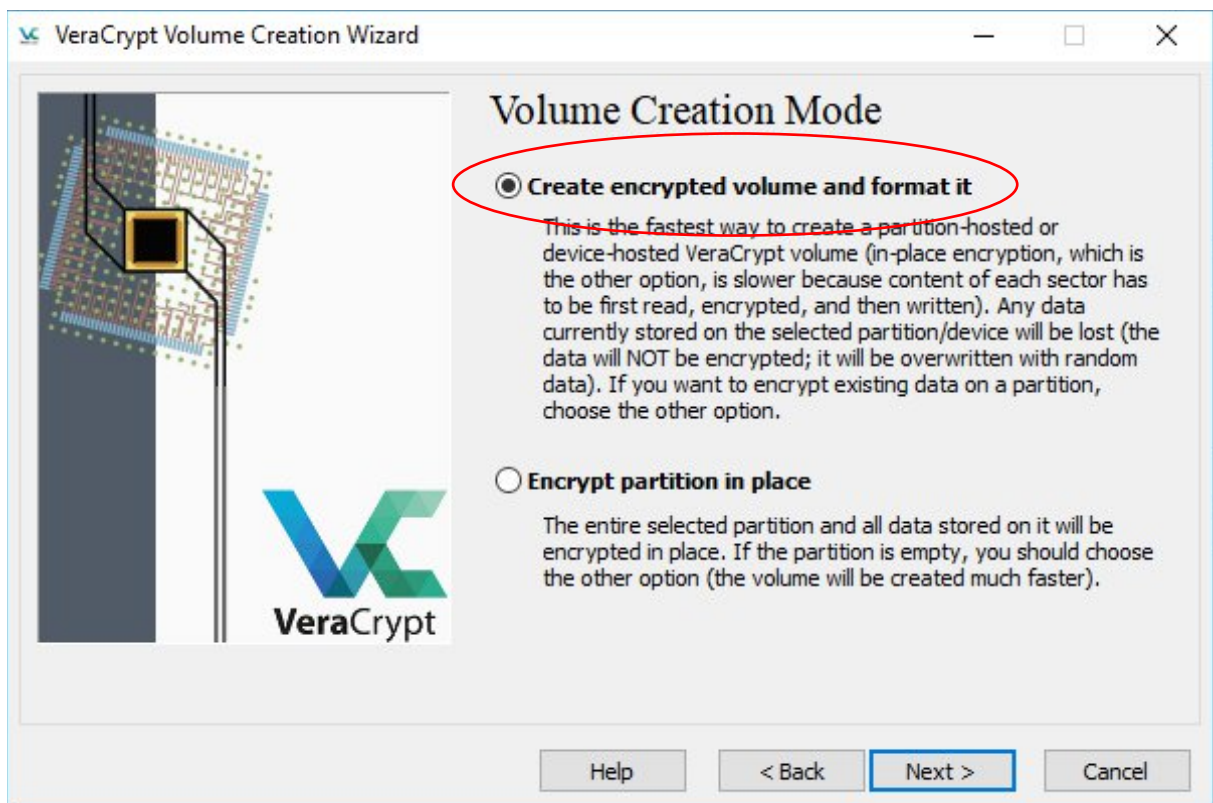 VeraCrypt Volume Creation Wizard
Volume Creation Mode
Create encrypted volume and format it
This is the fastest way to create a partition-hosted or
device-hosted VeraCrypt volume (in-place encryption, which is
the other option, is slower because content of each sector has
to be first read, encrypted, and then written). Any data
currently stored on the selected partition/device will be lost (the
data will NOT be encrypted; it will be overwritten with random
data). If you want to encrypt existing data on a partition,
choose the other option.
Encrypt partition in place
The entire selected partition and all data stored on it will be
encrypted in place. If the partition is empty, you should choose
the other option (the volume will be created much faster).
VeraCrypt
Help
< Back
Next >
Cancel